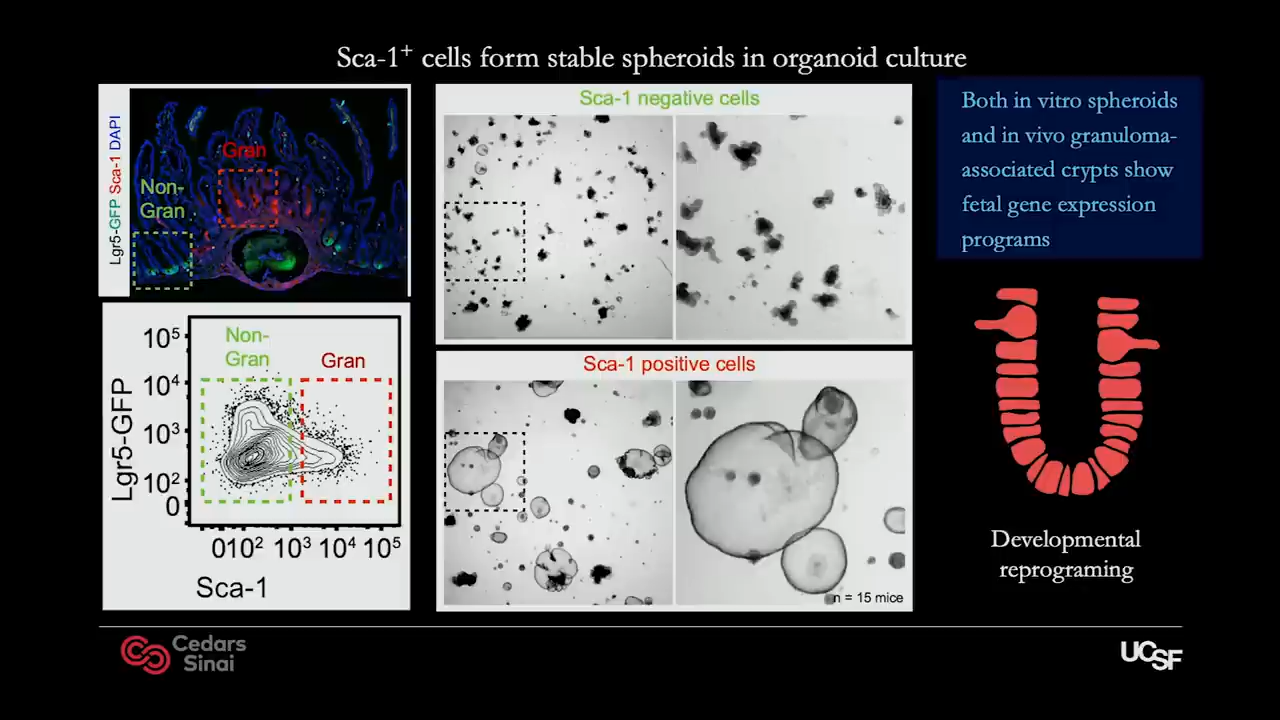 Sca-1⁺ cells form stable spheroids in organoid culture
Lgr5-GFP Sca-1 DAPI
Gran
Non-
Gran
Lgr5-GFP
10⁵
10⁴
10³
10²
0
Non-
Gran
Gran
010² 10³ 10⁴ 10⁵
Sca-1
Sca-1 negative cells
Sca-1 positive cells
n = 15 mice
Both in vitro spheroids
and in vivo granuloma-
associated crypts show
fetal gene expression
programs
Developmental
reprograming
Cedars
Sinai
UCSF